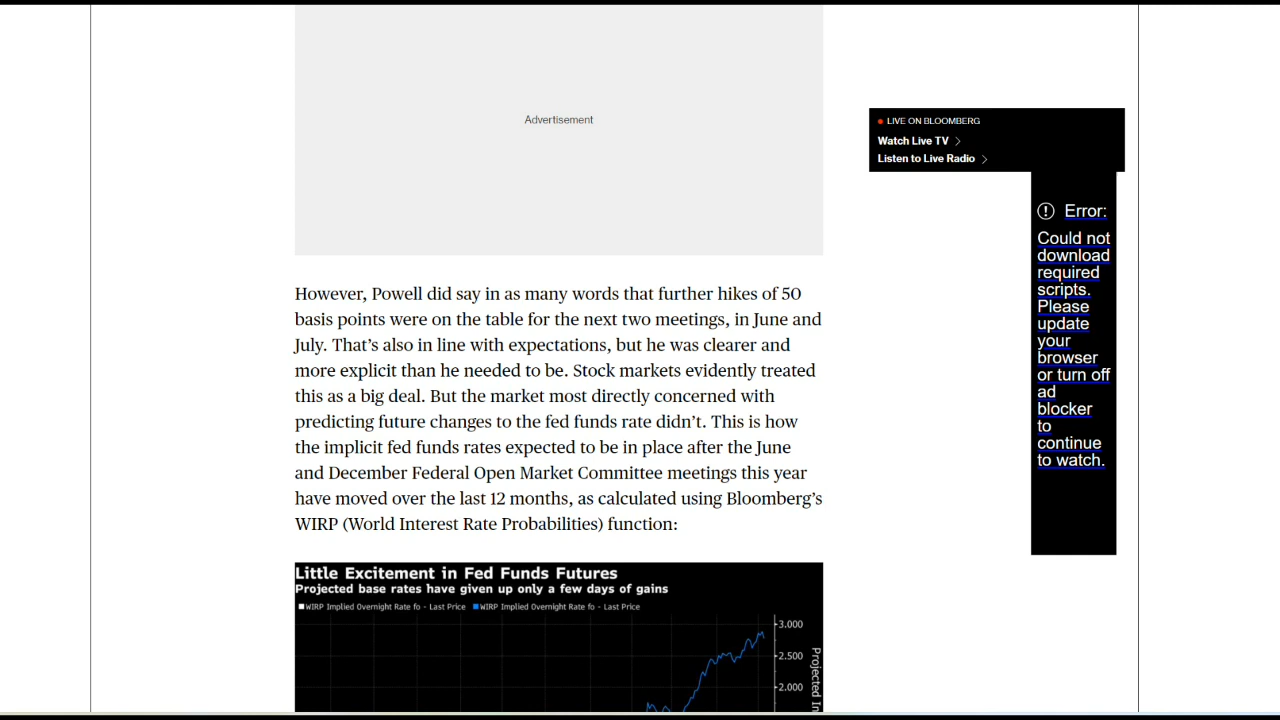 Advertisement
LIVE ON BLOOMBERG
Watch Live TV
Listen to Live Radio
Error:
Could not
download
required
scripts.
Please
update
your
browser
or turn off
ad
blocker
to
continue
to watch.
However, Powell did say in as many words that further hikes of 50
basis points were on the table for the next two meetings, in June and
July. That’s also in line with expectations, but he was clearer and
more explicit than he needed to be. Stock markets evidently treated
this as a big deal. But the market most directly concerned with
predicting future changes to the fed funds rate didn’t. This is how
the implicit fed funds rates expected to be in place after the June
and December Federal Open Market Committee meetings this year
have moved over the last 12 months, as calculated using Bloomberg’s
WIRP (World Interest Rate Probabilities) function:
Little Excitement in Fed Funds Futures
Projected base rates have given up only a few days of gains
WIRP Implied Overnight Rate fo - Last Price WIRP Implied Overnight Rate fo - Last Price
3.000
2.500
2.000
Projected In